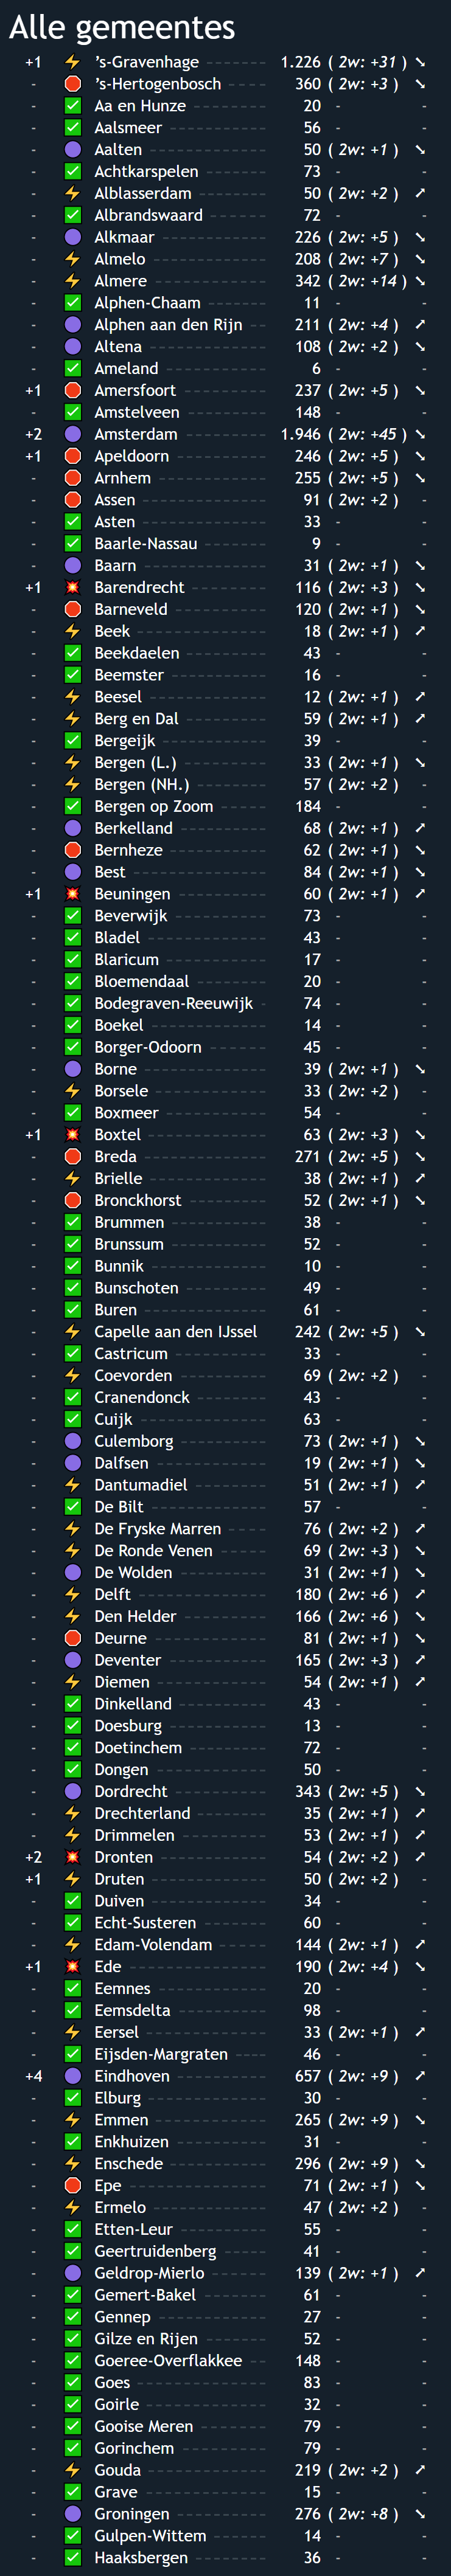 Alle gemeentes
+1 ⚡ ’s-Gravenhage 1.226 ( 2w: +31 ) ➘
- 🛑 ’s-Hertogenbosch 360 ( 2w: +3 ) ➘
- ✅ Aa en Hunze 20 - -
- ✅ Aalsmeer 56 - -
- 🟣 Aalten 50 ( 2w: +1 ) ➘
- ✅ Achtkarspelen 73 - -
- ⚡ Alblasserdam 50 ( 2w: +2 ) ➚
- ✅ Albrandswaard 72 - -
- 🟣 Alkmaar 226 ( 2w: +5 ) ➘
- ⚡ Almelo 208 ( 2w: +7 ) ➘
- ⚡ Almere 342 ( 2w: +14 ) ➘
- ✅ Alphen-Chaam 11 - -
- 🟣 Alphen aan den Rijn 211 ( 2w: +4 ) ➚
- 🟣 Altena 108 ( 2w: +2 ) ➘
- ✅ Ameland 6 - -
+1 🛑 Amersfoort 237 ( 2w: +5 ) ➘
- ✅ Amstelveen 148 - -
+2 🟣 Amsterdam 1.946 ( 2w: +45 ) ➘
+1 🛑 Apeldoorn 246 ( 2w: +5 ) ➘
- 🛑 Arnhem 255 ( 2w: +5 ) ➘
- 🛑 Assen 91 ( 2w: +2 ) -
- ✅ Asten 33 - -
- ✅ Baarle-Nassau 9 - -
- 🟣 Baarn 31 ( 2w: +1 ) ➘
+1 💥 Barendrecht 116 ( 2w: +3 ) ➘
- 🛑 Barneveld 120 ( 2w: +1 ) ➘
- ⚡ Beek 18 ( 2w: +1 ) ➚
- ✅ Beekdaelen 43 - -
- ✅ Beemster 16 - -
- ⚡ Beesel 12 ( 2w: +1 ) ➚
- ⚡ Berg en Dal 59 ( 2w: +1 ) ➚
- ✅ Bergeijk 39 - -
- ⚡ Bergen (L.) 33 ( 2w: +1 ) ➘
- ⚡ Bergen (NH.) 57 ( 2w: +2 ) -
- ✅ Bergen op Zoom 184 - -
- 🟣 Berkelland 68 ( 2w: +1 ) ➚
- 🛑 Bernheze 62 ( 2w: +1 ) ➘
- 🟣 Best 84 ( 2w: +1 ) ➘
+1 💥 Beuningen 60 ( 2w: +1 ) ➚
- ✅ Beverwijk 73 - -
- ✅ Bladel 43 - -
- ✅ Blaricum 17 - -
- ✅ Bloemendaal 20 - -
- ✅ Bodegraven-Reeuwijk 74 - -
- ✅ Boekel 14 - -
- ✅ Borger-Odoorn 45 - -
- 🟣 Borne 39 ( 2w: +1 ) ➘
- ⚡ Borsele 33 ( 2w: +2 ) -
- ✅ Boxmeer 54 - -
+1 💥 Boxtel 63 ( 2w: +3 ) ➘
- 🛑 Breda 271 ( 2w: +5 ) ➘
- ⚡ Brielle 38 ( 2w: +1 ) ➚
- 🛑 Bronckhorst 52 ( 2w: +1 ) ➘
- ✅ Brummen 38 - -
- ✅ Brunssum 52 - -
- ✅ Bunnik 10 - -
- ✅ Bunschoten 49 - -
- ✅ Buren 61 - -
- ⚡ Capelle aan den IJssel 242 ( 2w: +5 ) ➘
- ✅ Castricum 33 - -
- ⚡ Coevorden 69 ( 2w: +2 ) -
- ✅ Cranendonck 43 - -
- ✅ Cuijk 63 - -
- 🟣 Culemborg 73 ( 2w: +1 ) ➘
- 🟣 Dalfsen 19 ( 2w: +1 ) ➘
- ⚡ Dantumadiel 51 ( 2w: +1 ) ➚
- ✅ De Bilt 57 - -
- ⚡ De Fryske Marren 76 ( 2w: +2 ) ➚
- ⚡ De Ronde Venen 69 ( 2w: +3 ) ➘
- 🟣 De Wolden 31 ( 2w: +1 ) ➘
- ⚡ Delft 180 ( 2w: +6 ) ➚
- ⚡ Den Helder 166 ( 2w: +6 ) ➘
- 🛑 Deurne 81 ( 2w: +1 ) ➘
- 🟣 Deventer 165 ( 2w: +3 ) ➚
- ⚡ Diemen 54 ( 2w: +1 ) ➚
- ✅ Dinkelland 43 - -
- ✅ Doesburg 13 - -
- ✅ Doetinchem 72 - -
- ✅ Dongen 50 - -
- 🟣 Dordrecht 343 ( 2w: +5 ) ➘
- ⚡ Drechterland 35 ( 2w: +1 ) ➚
- ⚡ Drimmelen 53 ( 2w: +1 ) ➚
+2 💥 Dronten 54 ( 2w: +2 ) ➚
+1 ⚡ Druten 50 ( 2w: +2 ) -
- ✅ Duiven 34 - -
- ✅ Echt-Susteren 60 - -
- ⚡ Edam-Volendam 144 ( 2w: +1 ) ➚
+1 💥 Ede 190 ( 2w: +4 ) ➘
- ✅ Eemnes 20 - -
- ✅ Eemsdelta 98 - -
- ⚡ Eersel 33 ( 2w: +1 ) ➚
- ✅ Eijsden-Margraten 46 - -
+4 🟣 Eindhoven 657 ( 2w: +9 ) ➚
- ✅ Elburg 30 - -
- ⚡ Emmen 265 ( 2w: +9 ) ➘
- ✅ Enkhuizen 31 - -
- ⚡ Enschede 296 ( 2w: +9 ) ➘
- 🛑 Epe 71 ( 2w: +1 ) ➘
- ⚡ Ermelo 47 ( 2w: +2 ) -
- ✅ Etten-Leur 55 - -
- ✅ Geertruidenberg 41 - -
- 🟣 Geldrop-Mierlo 139 ( 2w: +1 ) ➚
- ✅ Gemert-Bakel 61 - -
- ✅ Gennep 27 - -
- ✅ Gilze en Rijen 52 - -
- ✅ Goeree-Overflakkee 148 - -
- ✅ Goes 83 - -
- ✅ Goirle 32 - -
- ✅ Gooise Meren 79 - -
- ✅ Gorinchem 79 - -
- ⚡ Gouda 219 ( 2w: +2 ) ➚
- ✅ Grave 15 - -
- 🟣 Groningen 276 ( 2w: +8 ) ➘
- ✅ Gulpen-Wittem 14 - -
- ✅ Haaksbergen 36 - -